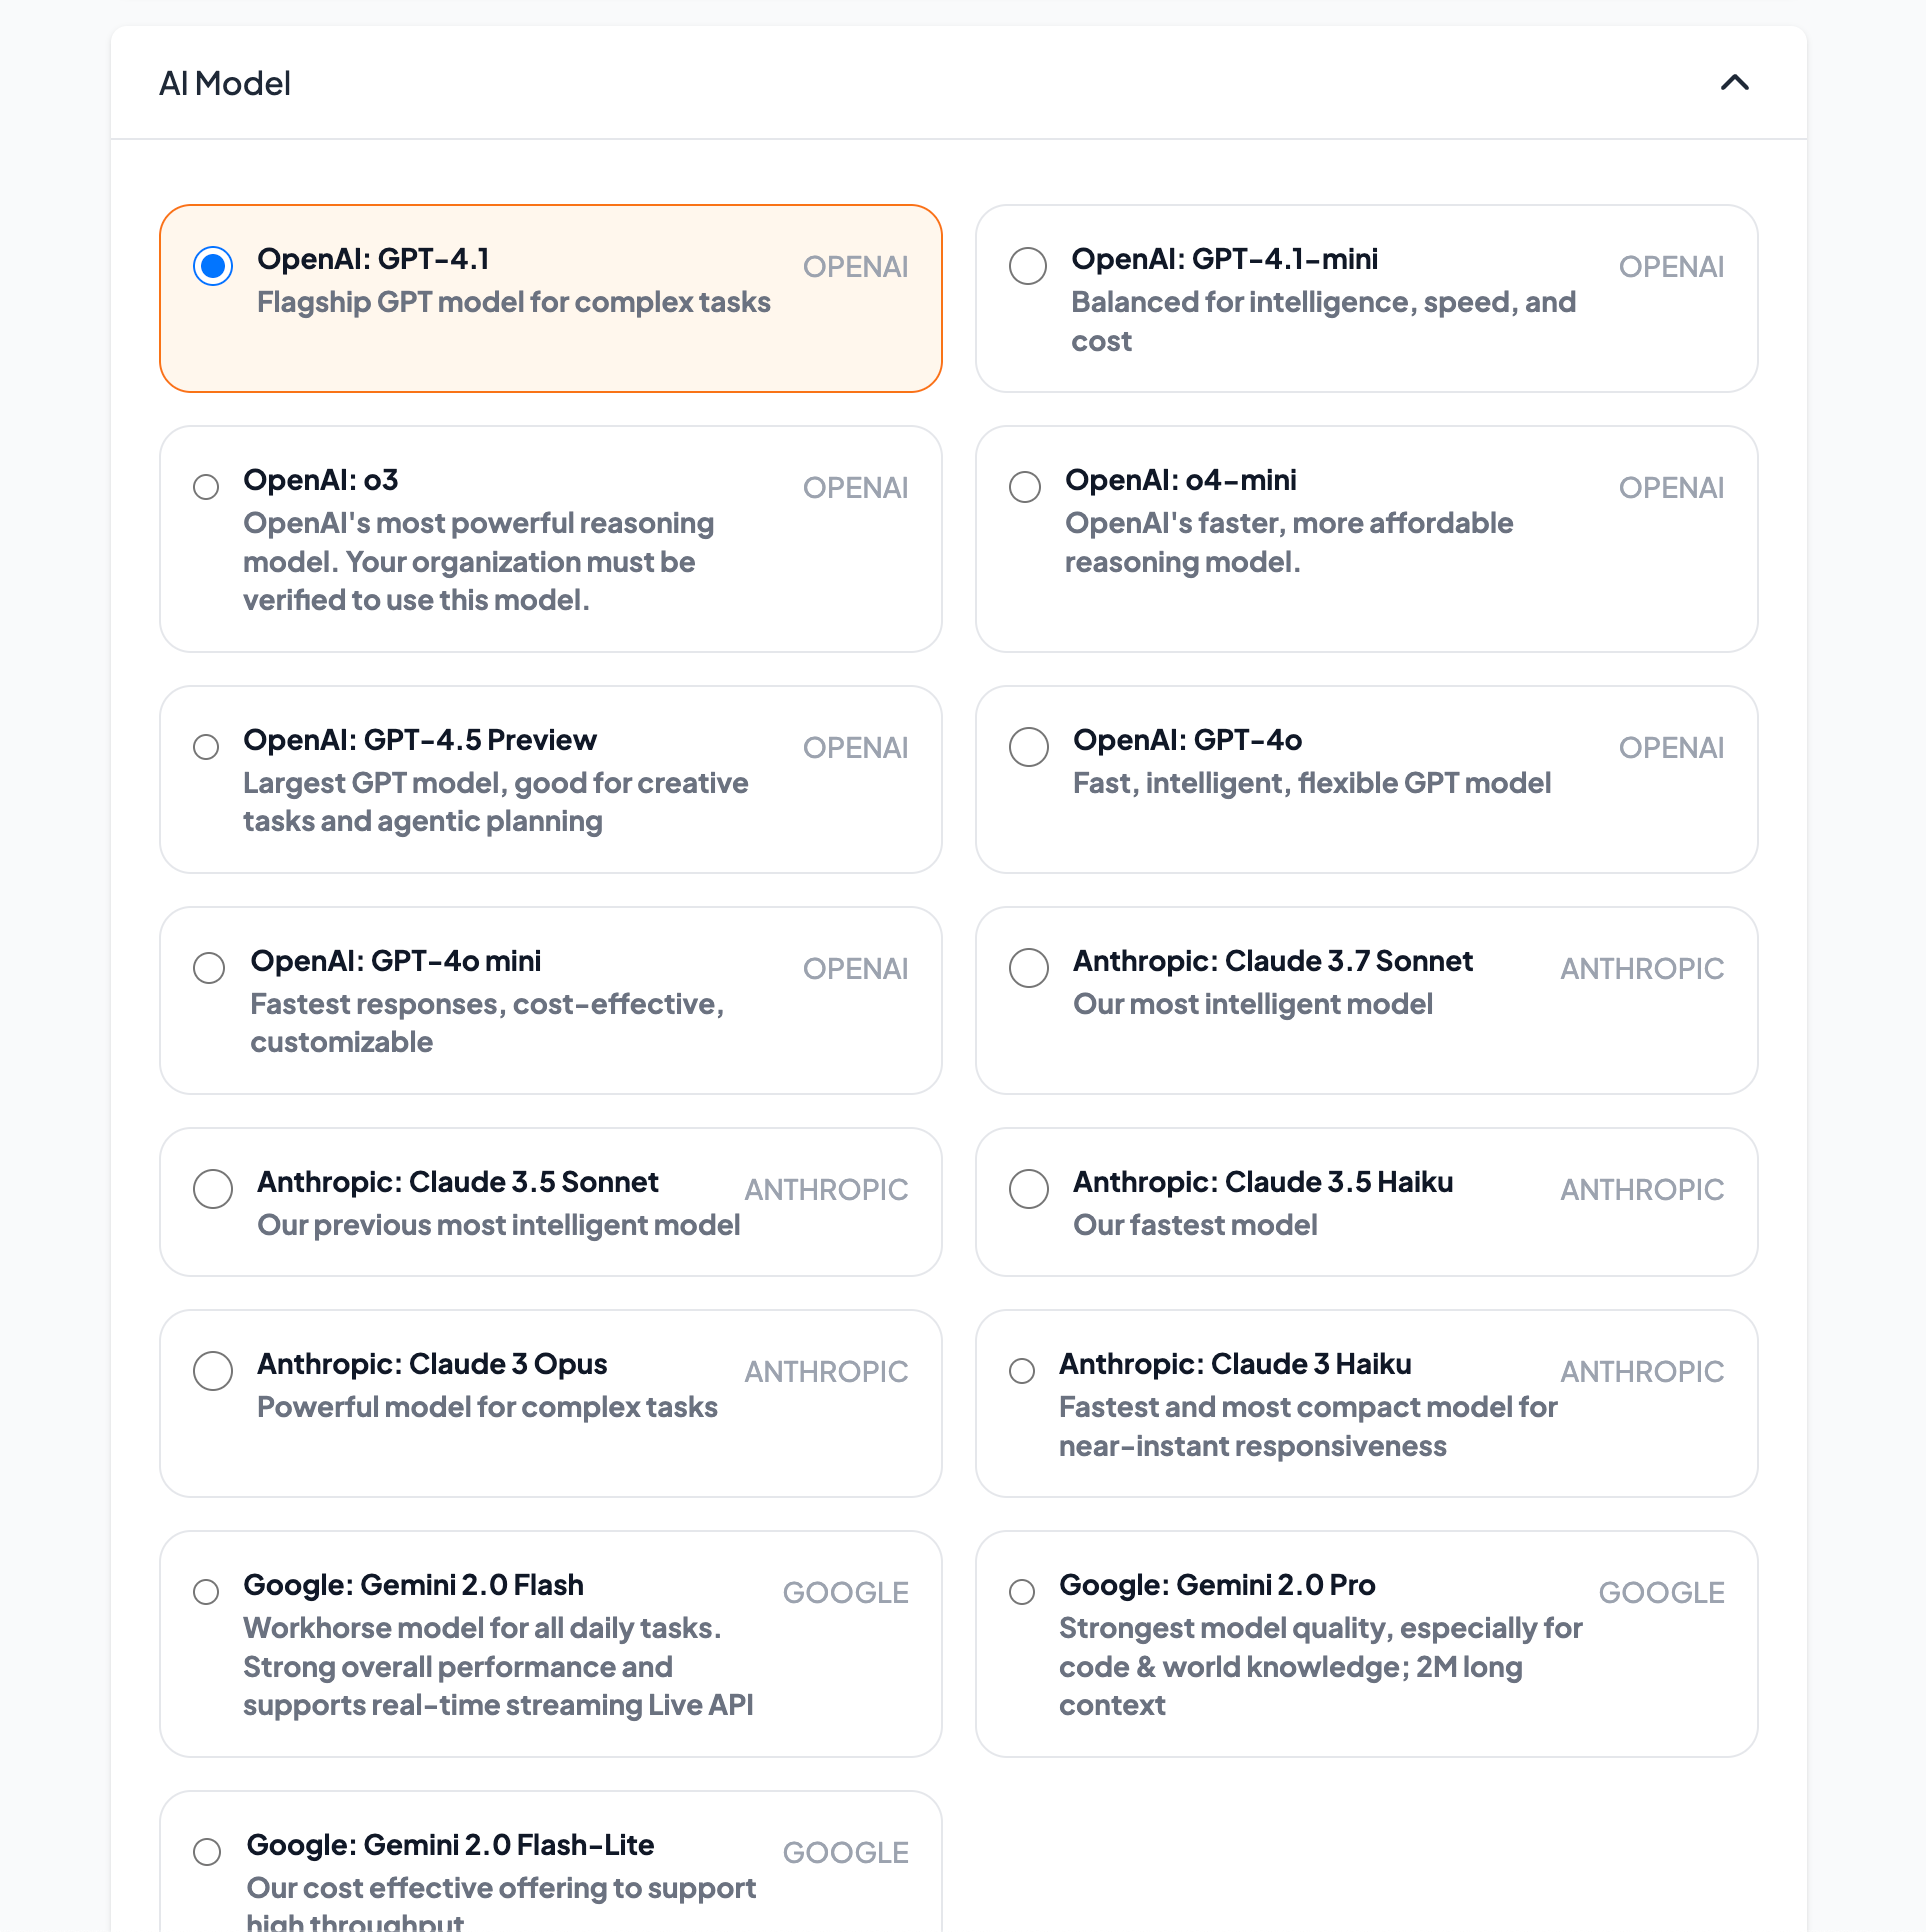 AI Model
OpenAI: GPT-4.1
OPENAI
Flagship GPT model for complex tasks
OpenAI: GPT-4.1-mini
OPENAI
Balanced for intelligence, speed, and
cost
OpenAI: o3
OPENAI
OpenAI's most powerful reasoning
model. Your organization must be
verified to use this model.
OpenAI: o4-mini
OPENAI
OpenAI's faster, more affordable
reasoning model.
OpenAI: GPT-4.5 Preview
OPENAI
Largest GPT model, good for creative
tasks and agentic planning
OpenAI: GPT-4o
OPENAI
Fast, intelligent, flexible GPT model
OpenAI: GPT-4o mini
OPENAI
Fastest responses, cost-effective,
customizable
Anthropic: Claude 3.7 Sonnet
ANTHROPIC
Our most intelligent model
Anthropic: Claude 3.5 Sonnet
ANTHROPIC
Our previous most intelligent model
Anthropic: Claude 3.5 Haiku
ANTHROPIC
Our fastest model
Anthropic: Claude 3 Opus
ANTHROPIC
Powerful model for complex tasks
Anthropic: Claude 3 Haiku
ANTHROPIC
Fastest and most compact model for
near-instant responsiveness
Google: Gemini 2.0 Flash
GOOGLE
Workhorse model for all daily tasks.
Strong overall performance and
supports real-time streaming Live API
Google: Gemini 2.0 Pro
GOOGLE
Strongest model quality, especially for
code & world knowledge; 2M long
context
Google: Gemini 2.0 Flash-Lite
GOOGLE
Our cost effective offering to support
high throughput